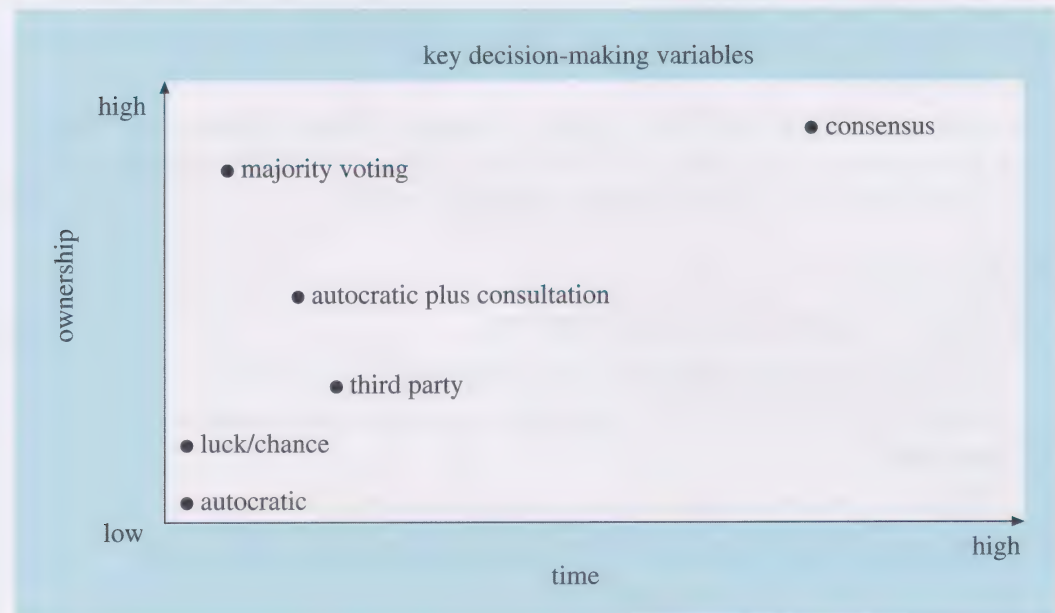 key decision-making variables
high
consensus
majority voting
ownership
autocratic plus consultation
third party
luck/chance
autocratic
low
high
time